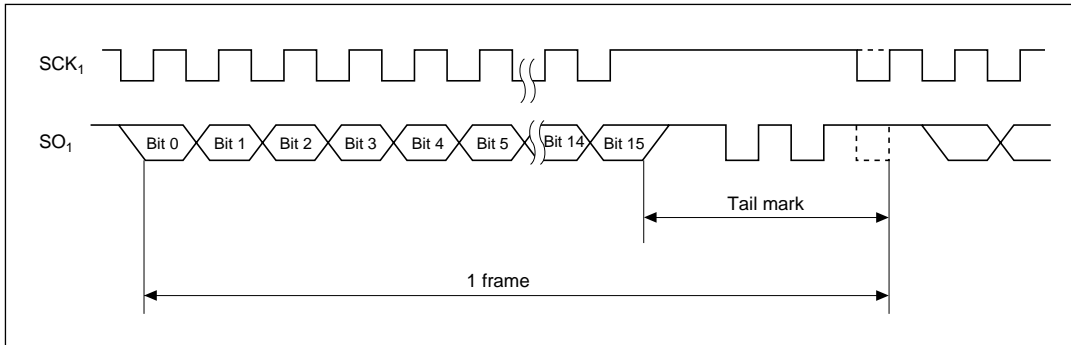 SCK₁
SO₁
Bit 0 Bit 1 Bit 2 Bit 3 Bit 4 Bit 5 Bit 14 Bit 15
Tail mark
1 frame